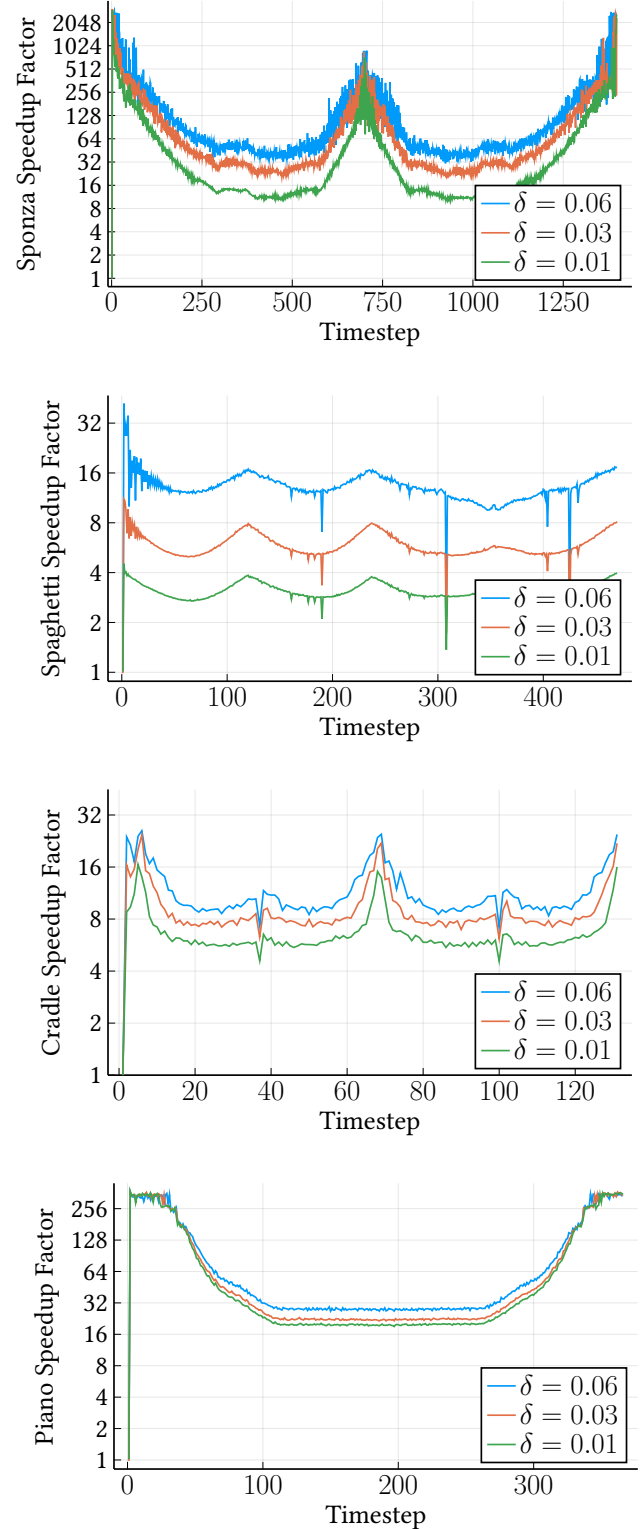 Sponza Speedup Factor
2048
1024
512
256
128
64
32
16
8
4
2
1
0
250
500
750
1000
1250
Timestep
δ = 0.06
δ = 0.03
δ = 0.01
Spaghetti Speedup Factor
32
16
8
4
2
1
0
100
200
300
400
Timestep
δ = 0.06
δ = 0.03
δ = 0.01
Cradle Speedup Factor
32
16
8
4
2
1
0
20
40
60
80
100
120
Timestep
δ = 0.06
δ = 0.03
δ = 0.01
Piano Speedup Factor
256
128
64
32
16
8
4
2
1
0
100
200
300
Timestep
δ = 0.06
δ = 0.03
δ = 0.01